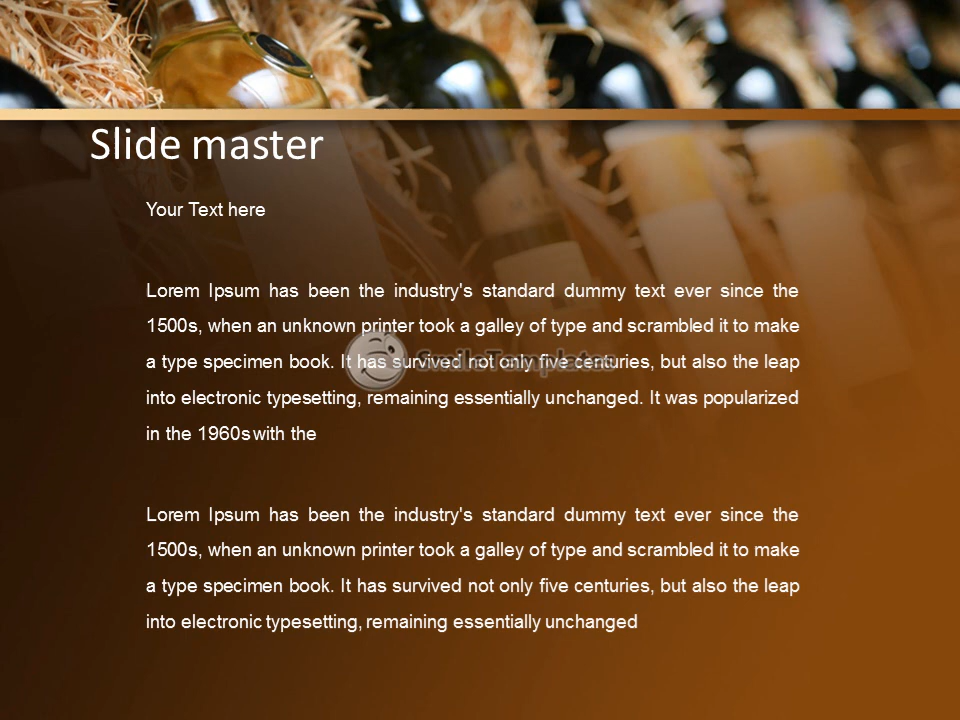 Slide master
Your Text here
Lorem Ipsum has been the industry's standard dummy text ever since the
1500s, when an unknown printer took a galley of type and scrambled it to make
a type specimen book. It has survived not only five centuries, but also the leap
into electronic typesetting, remaining essentially unchanged. It was popularized
in the 1960s with the
SmileTemplates
Lorem Ipsum has been the industry's standard dummy text ever since the
1500s, when an unknown printer took a galley of type and scrambled it to make
a type specimen book. It has survived not only five centuries, but also the leap
into electronic typesetting, remaining essentially unchanged